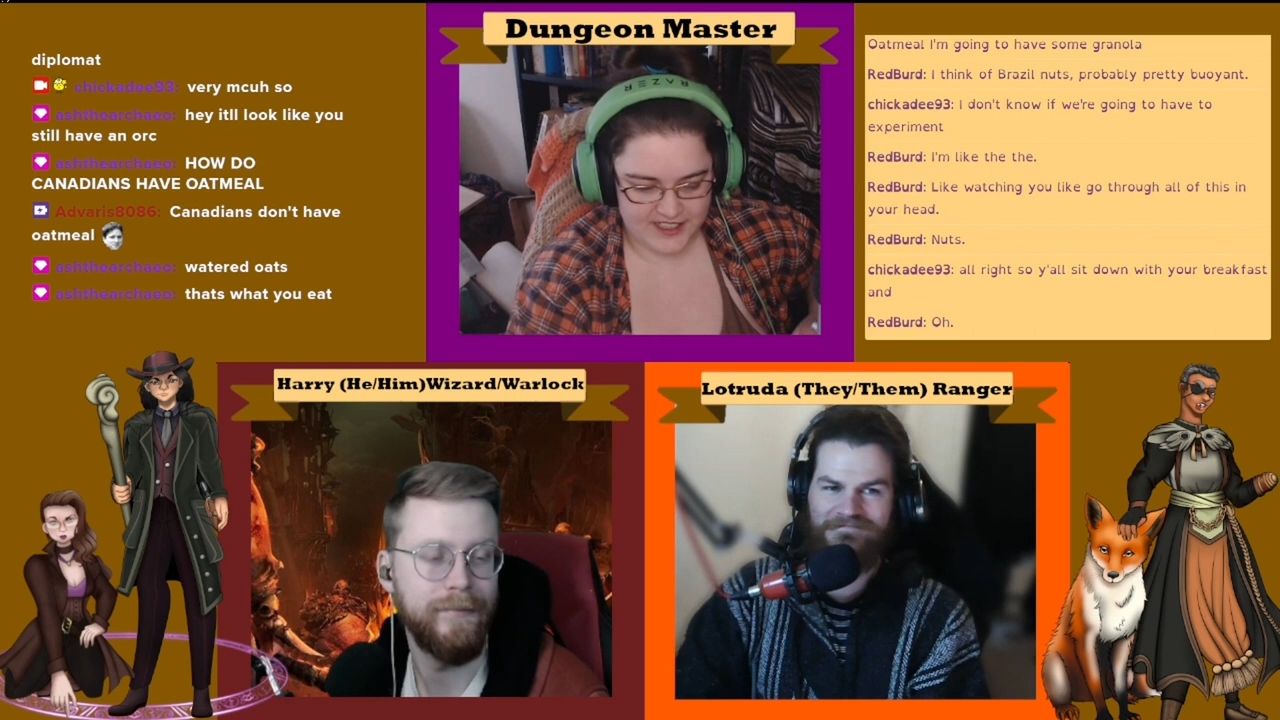 diplomat
chickadee93: very mcuh so
ashthearchaeo: hey itll look like you
still have an orc
ashthearchaeo: HOW DO
CANADIANS HAVE OATMEAL
Advaris8086: Canadians don't have
oatmeal
ashthearchaeo: watered oats
ashthearchaeo: thats what you eat
Dungeon Master
RAZER
Oatmeal I'm going to have some granola
RedBurd: I think of Brazil nuts, probably pretty buoyant.
chickadee93: I don't know if we're going to have to
experiment
RedBurd: I'm like the the.
RedBurd: Like watching you like go through all of this in
your head.
RedBurd: Nuts.
chickadee93: all right so y'all sit down with your breakfast
and
RedBurd: Oh.
Harry (He/Him)Wizard/Warlock
Lotruda (They/Them) Ranger